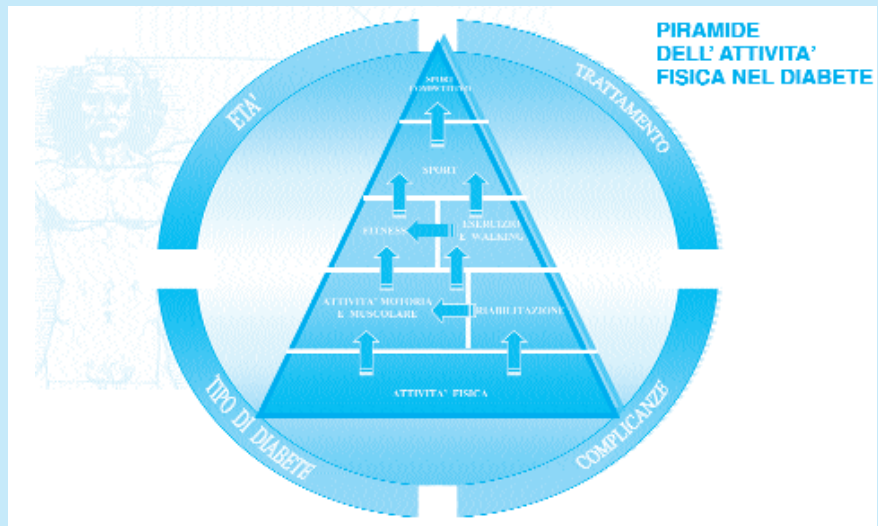 PIRAMIDE
DELL' ATTIVITA'
FISICA NEL DIABETE
ETA'
TRATTAMENTO
SPORT
COMPETITIVO
SPORT
FITNESS
ESERCIZIO
E WALKING
ATTIVITA' MOTORIA
E MUSCOLARE
RIABILITAZIONE
ATTIVITA' FISICA
TIPO DI DIABETE
COMPLICANZE